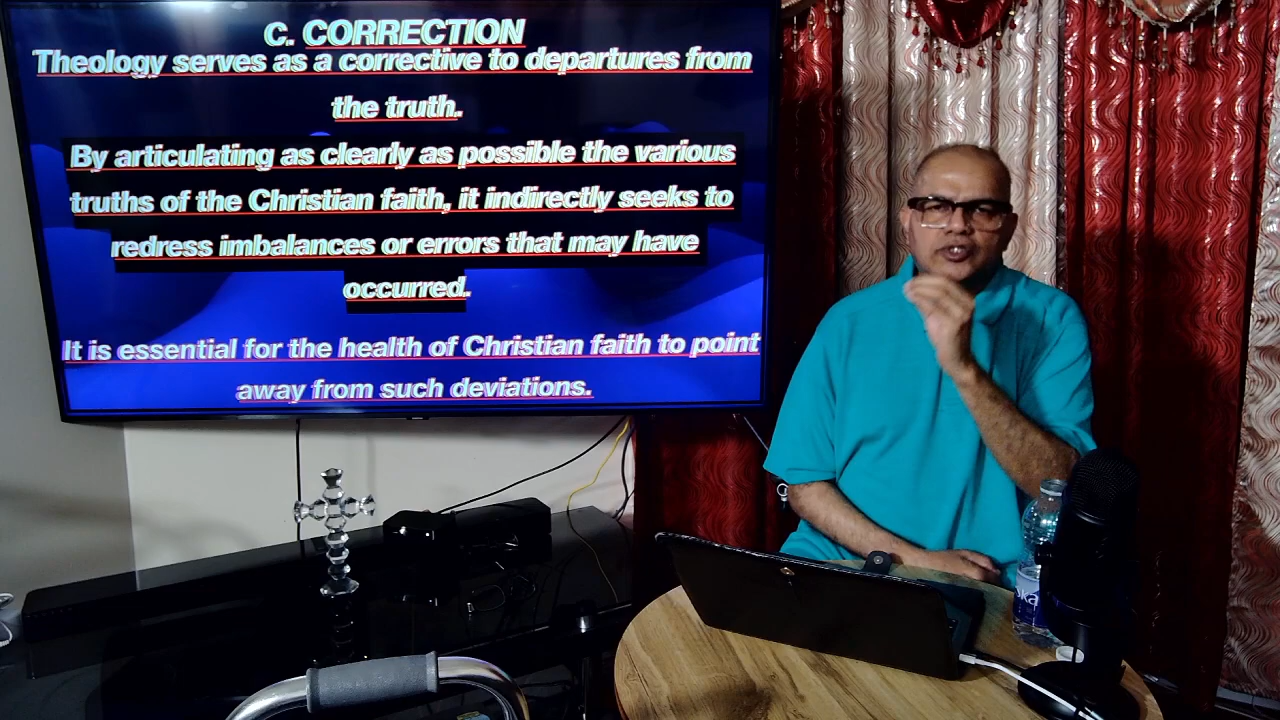 C. CORRECTION
Theology serves as a corrective to departures from
the truth.
By articulating as clearly as possible the various
truths of the Christian faith, it indirectly seeks to
redress imbalances or errors that may have
occurred.
It is essential for the health of Christian faith to point
away from such deviations.